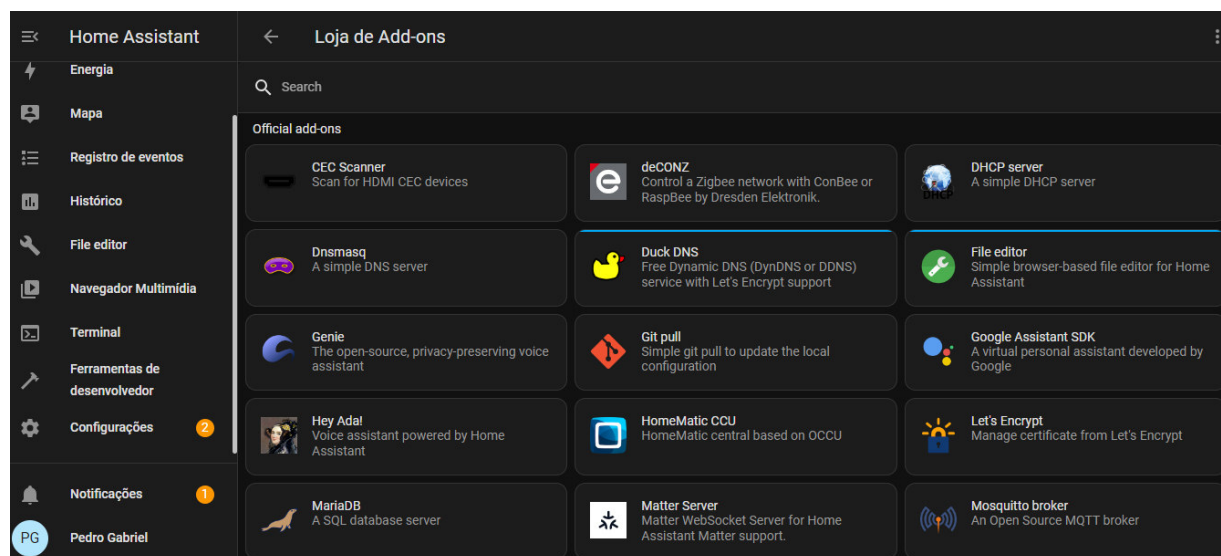 Home Assistant
Energia
Mapa
Registro de eventos
Histórico
File editor
Navegador Multimídia
Terminal
Ferramentas de
desenvolvedor
Configurações 2
Notificações 1
PG Pedro Gabriel
Loja de Add-ons
Search
Official add-ons
CEC Scanner
Scan for HDMI CEC devices
deCONZ
Control a Zigbee network with ConBee or
RaspBee by Dresden Elektronik.
DHCP
DHCP server
A simple DHCP server
Dnsmasq
A simple DNS server
Duck DNS
Free Dynamic DNS (DynDNS or DDNS)
service with Let's Encrypt support
File editor
Simple browser-based file editor for Home
Assistant
Genie
The open-source, privacy-preserving voice
assistant
Git pull
Simple git pull to update the local
configuration
Google Assistant SDK
A virtual personal assistant developed by
Google
Hey Ada!
Voice assistant powered by Home
Assistant
HomeMatic CCU
HomeMatic central based on OCCU
Let's Encrypt
Manage certificate from Let's Encrypt
MariaDB
A SQL database server
Matter Server
Matter WebSocket Server for Home
Assistant Matter support.
Mosquitto broker
An Open Source MQTT broker